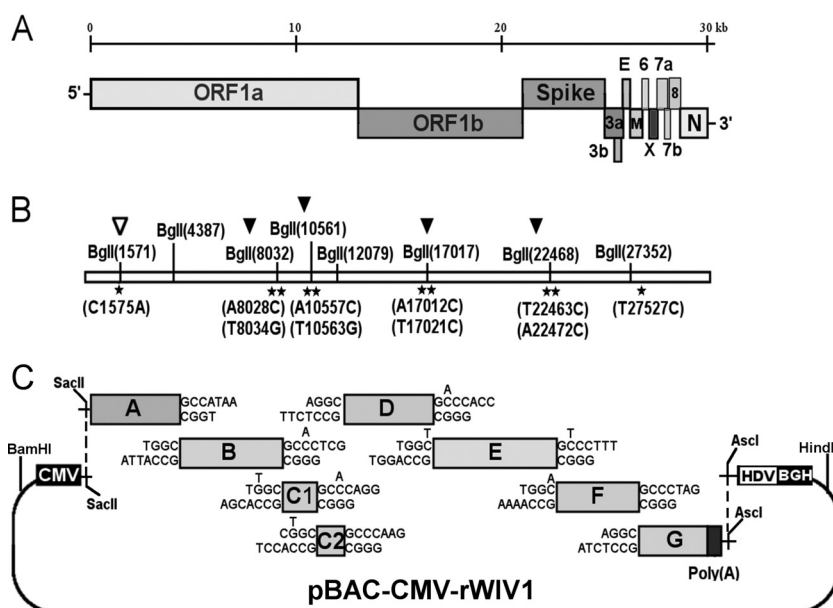 A
0 10 20 30 kb
E 6 7a
5' ORF1a Spike 8
ORF1b 3a M N 3'
3b X 7b
B
BglI(10561)
BglI(4387)
BglI(1571) BglI(8032) BglI(12079) BglI(17017) BglI(22468) BglI(27352)
(C1575A) (A8028C) (A10557C) (A17012C) (T22463C) (T27527C)
(T8034G) (T10563G) (T17021C) (A22472C)
C
SacII
A GCCATAA
CGGT
AGGC D A
TTCTCCG GCCCACC
CGGG
BamHI
CMV
SacII
TGGC B A
ATTACCG GCCCTCG
CGGG
T
TGGC E T
TGGACCG GCCCTTT
CGGG
AscI
HindI
HDV BGH
T
TGGC C1 A
AGCACCG GCCCAGG
CGGG
A
TGGC F GCCCTAG
AAAACCG CGGG
T
CGGC C2 GCCCAAG
TCCACCG CGGG
AGGC G AscI
ATCTCCG
Poly(A)
pBAC-CMV-rWIV1